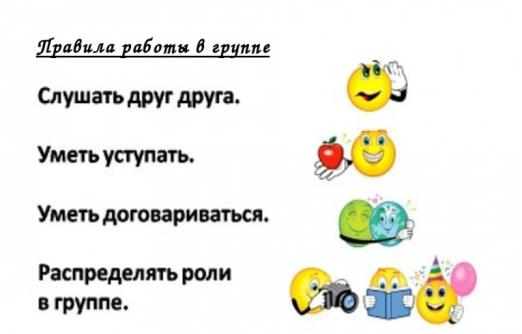 Правила работы в группе
Слушать друг друга.
Уметь уступать.
Уметь договариваться.
Распределять роли
в группе.